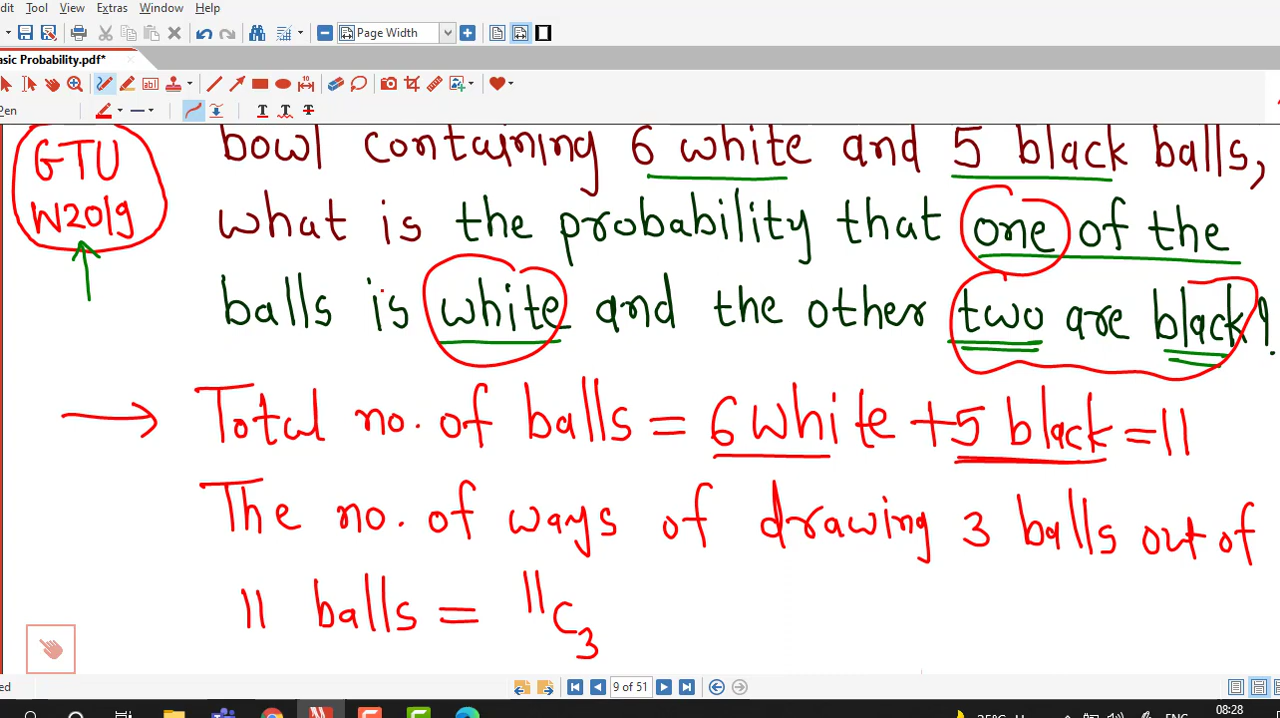 dit Tool View Extras Window Help
Page Width
asic Probability.pdf*
Pen
GTU
W2019
bowl containing 6 white and 5 black balls,
what is the probability that one of the
balls is white and the other two are black?
Total no. of balls = 6 white + 5 black = 11
The no. of ways of drawing 3 balls out of
11 balls = ¹¹C₃
9 of 51
08:28
ENG